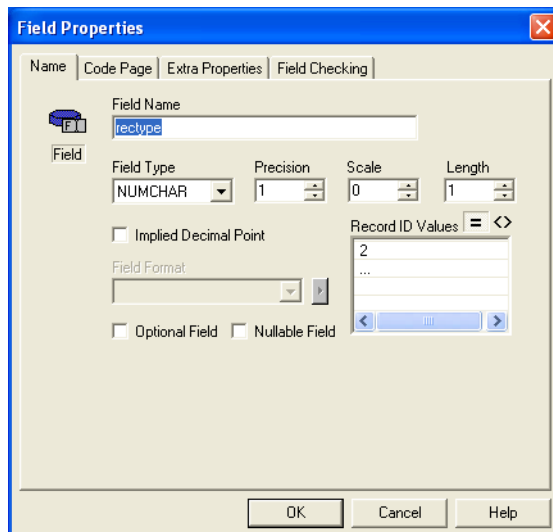 Field Properties
Name Code Page Extra Properties Field Checking
Field Name
F
rectype
Field
Field Type Precision Scale Length
NUMCHAR 1 0 1
Implied Decimal Point
Record ID Values = <>
2
...
Field Format
Optional Field Nullable Field
OK Cancel Help